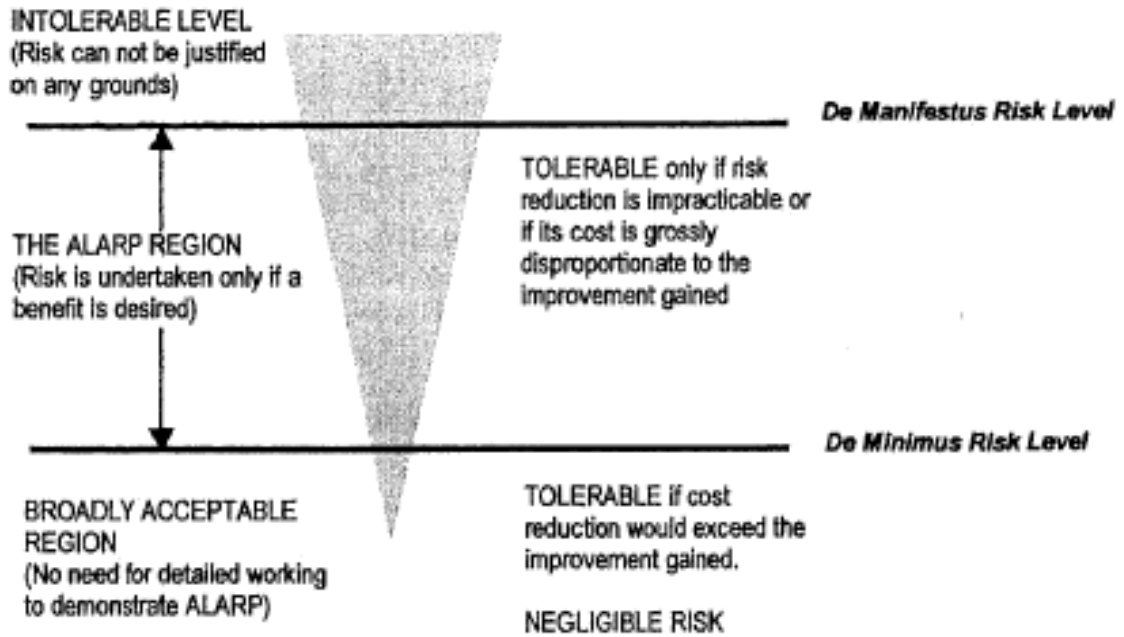 INTOLERABLE LEVEL
(Risk can not be justified
on any grounds)
De Manifestus Risk Level
TOLERABLE only if risk
reduction is impracticable or
if its cost is grossly
disproportionate to the
improvement gained
THE ALARP REGION
(Risk is undertaken only if a
benefit is desired)
De Minimus Risk Level
BROADLY ACCEPTABLE
REGION
(No need for detailed working
to demonstrate ALARP)
TOLERABLE if cost
reduction would exceed the
improvement gained.
NEGLIGIBLE RISK